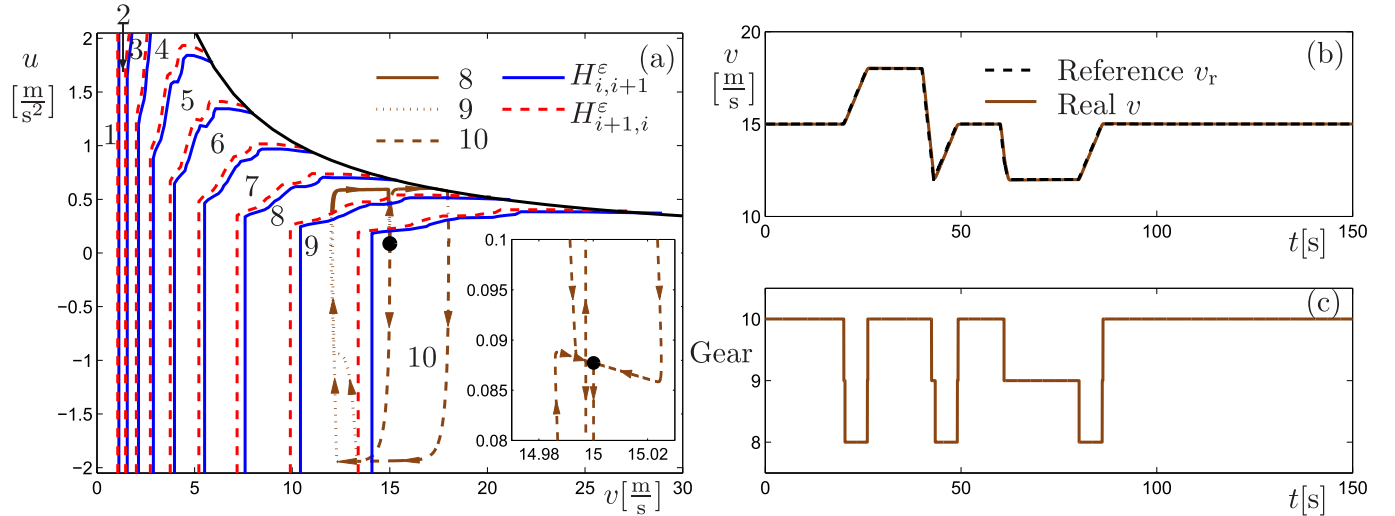 2
2 3 4 (a)
u
[m/s²]
1.5
1
0.5
0
−0.5
−1
−1.5
−2
1
5
6
7
8
9
10
8
9
10
H^ε_{i,i+1}
H^ε_{i+1,i}
0.1
0.095
0.09
0.085
0.08
14.98 15 15.02
0 5 10 15 20 25 30
v[m/s]
20
v
[m/s]
15
10
(b)
Reference v_r
Real v
0 50 100 150
t[s]
10
Gear
9
8
(c)
0 50 100 150
t[s]